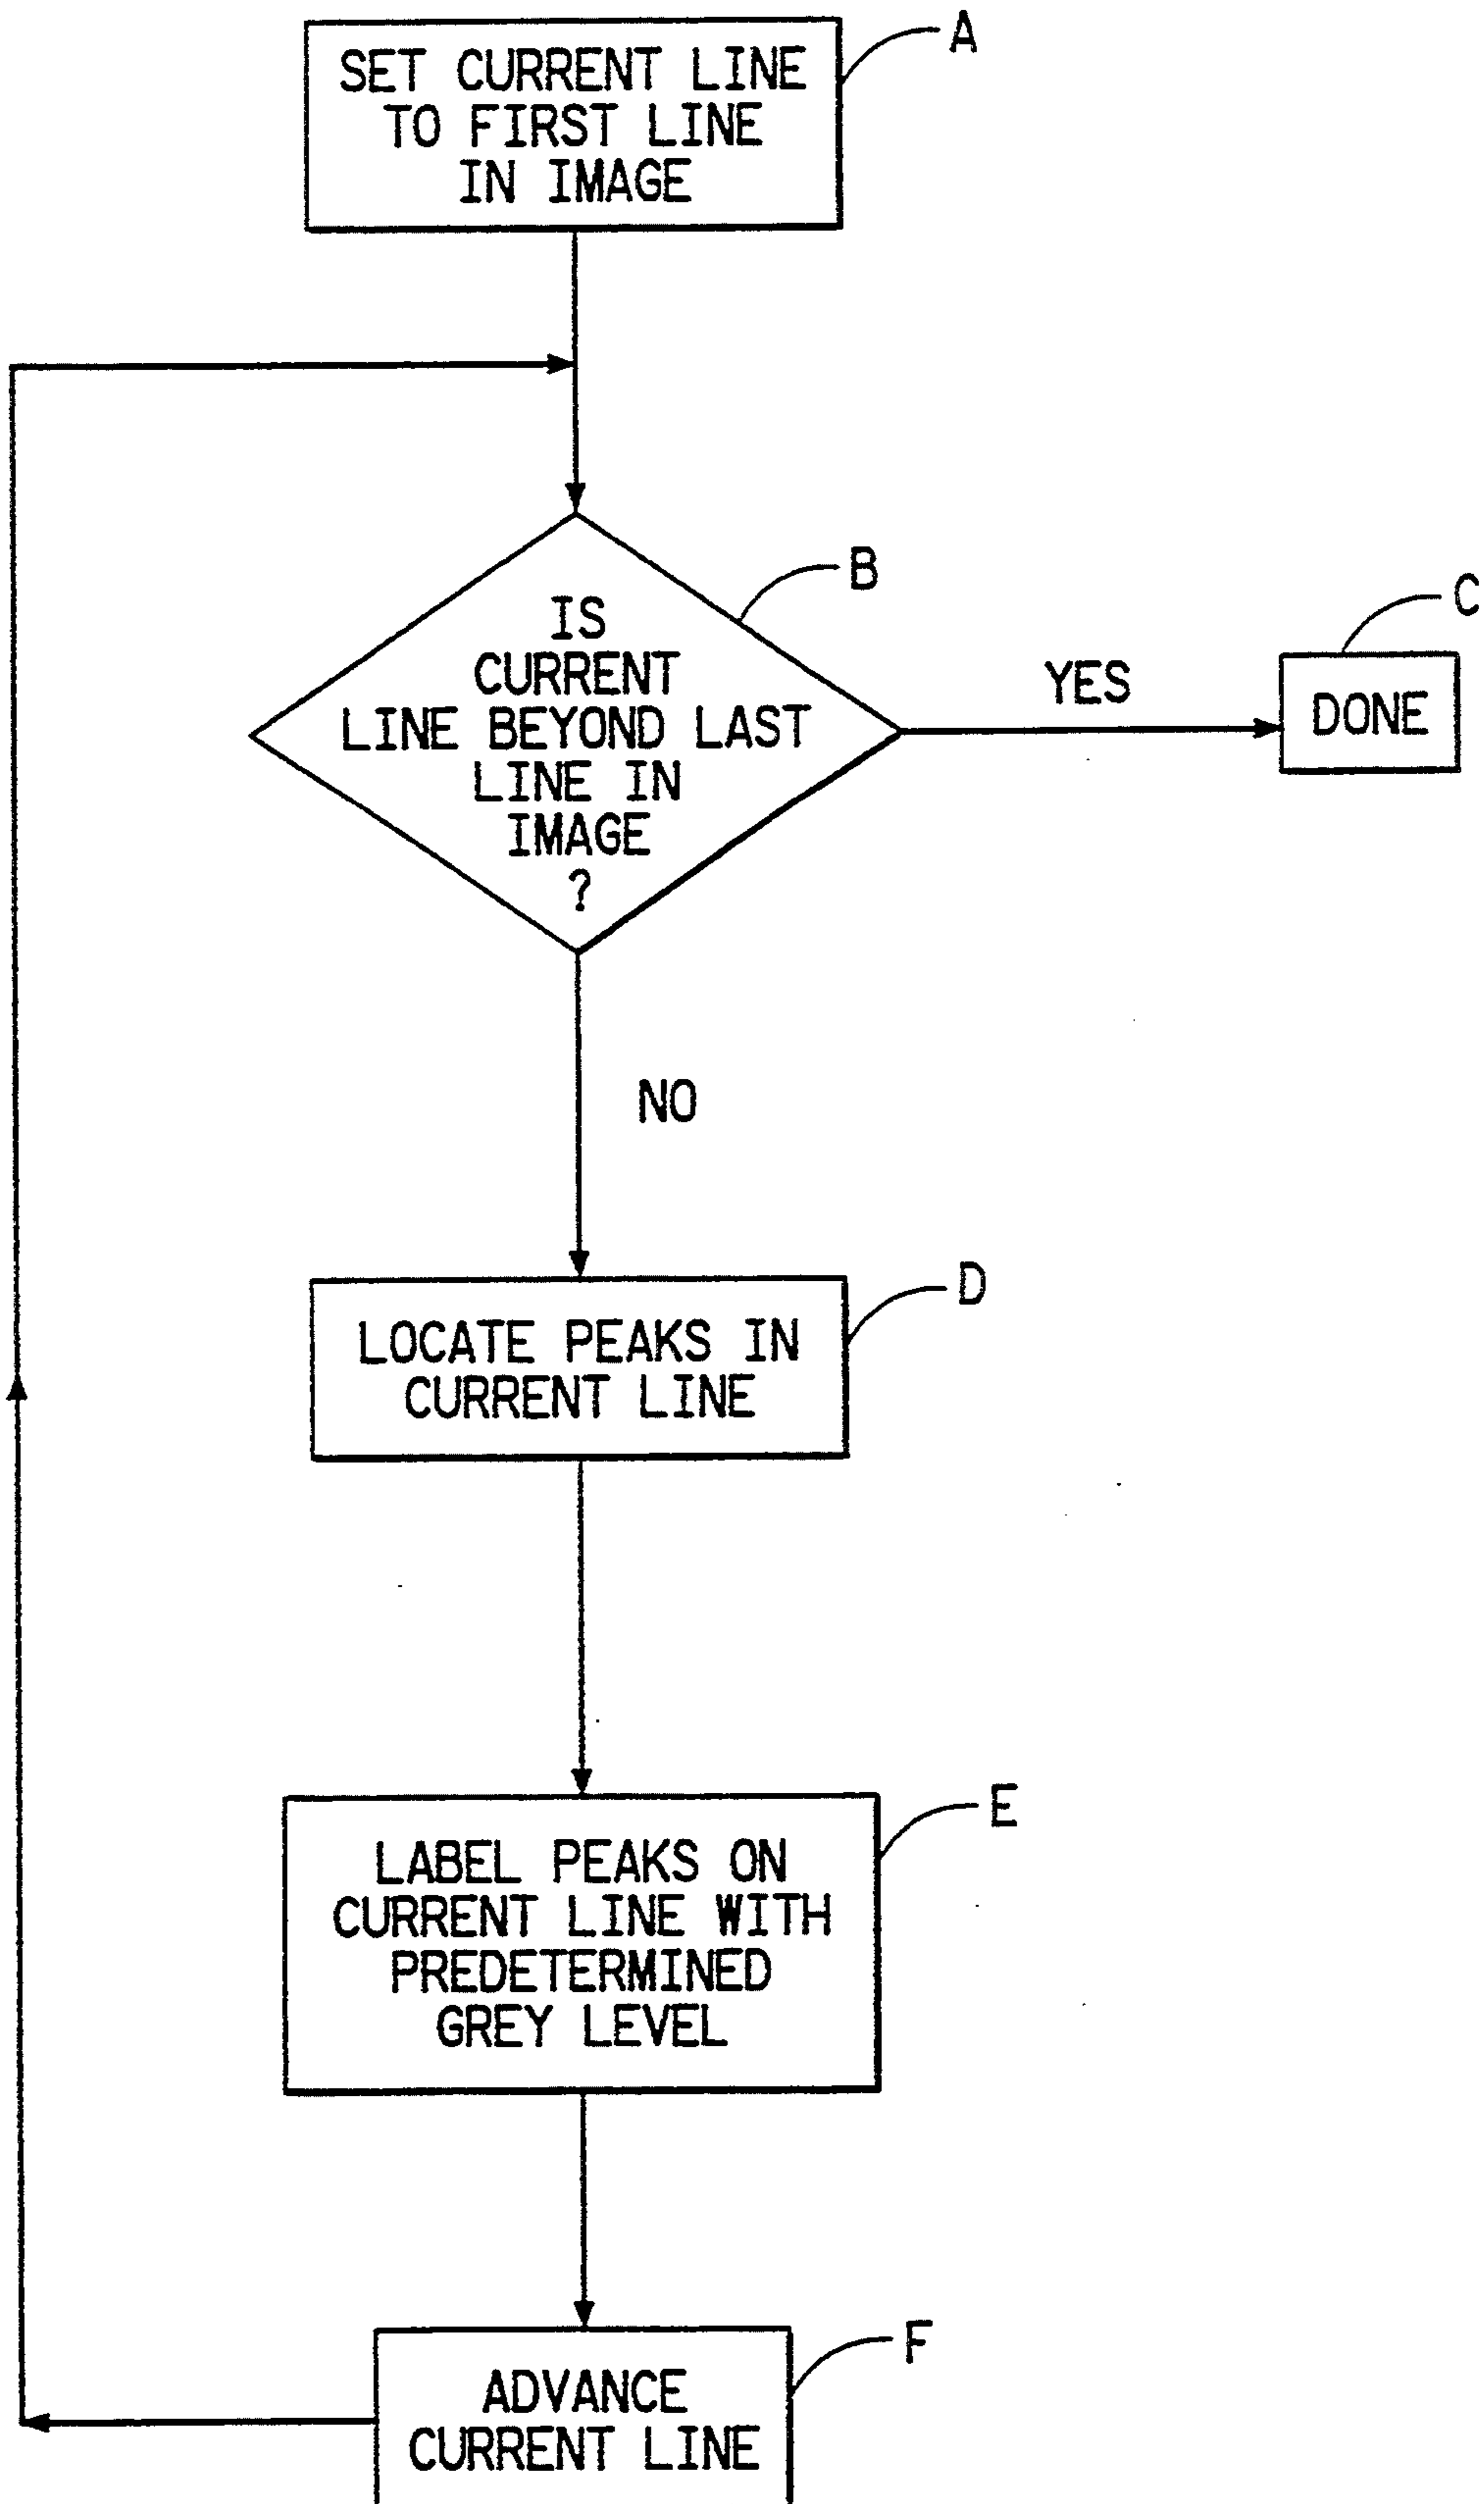 A
SET CURRENT LINE
TO FIRST LINE
IN IMAGE
B
IS
CURRENT
LINE BEYOND LAST
LINE IN
IMAGE
?
YES
C
DONE
NO
D
LOCATE PEAKS IN
CURRENT LINE
E
LABEL PEAKS ON
CURRENT LINE WITH
PREDETERMINED
GREY LEVEL
F
ADVANCE
CURRENT LINE